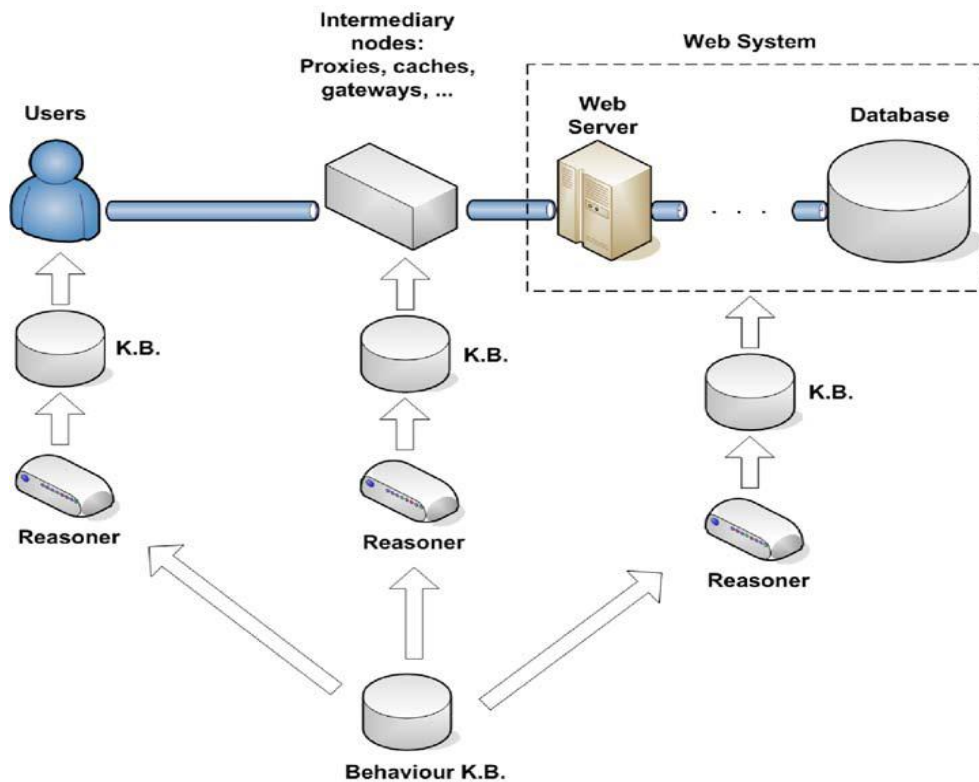 Intermediary
nodes:
Proxies, caches,
gateways, ...
Web System
Users
Web
Server
Database
. . .
K.B.
K.B.
K.B.
Reasoner
Reasoner
Reasoner
Behaviour K.B.